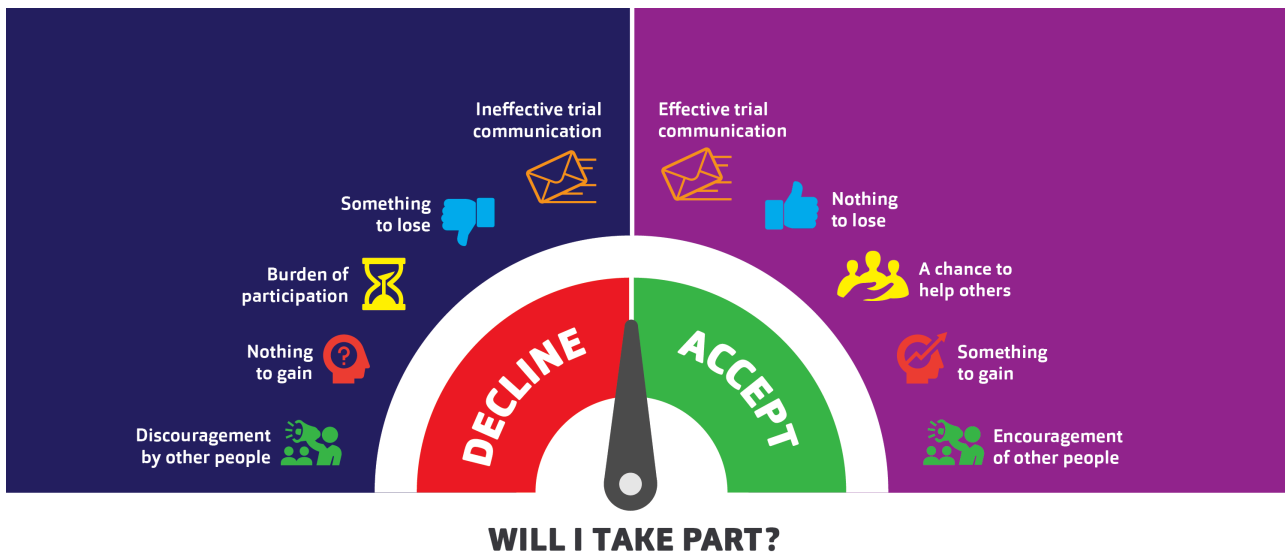 Ineffective trial
communication
Something
to lose
Burden of
participation
Nothing
to gain
?
Discouragement
by other people
Effective trial
communication
Nothing
to lose
A chance to
help others
Something
to gain
Encouragement
of other people
DECLINE
ACCEPT
WILL I TAKE PART?